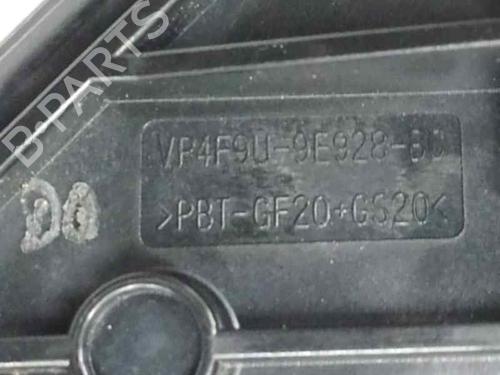 B-PARTS
VP4F9U-9E928-BC
>PBT-GF20+GS20<
DO